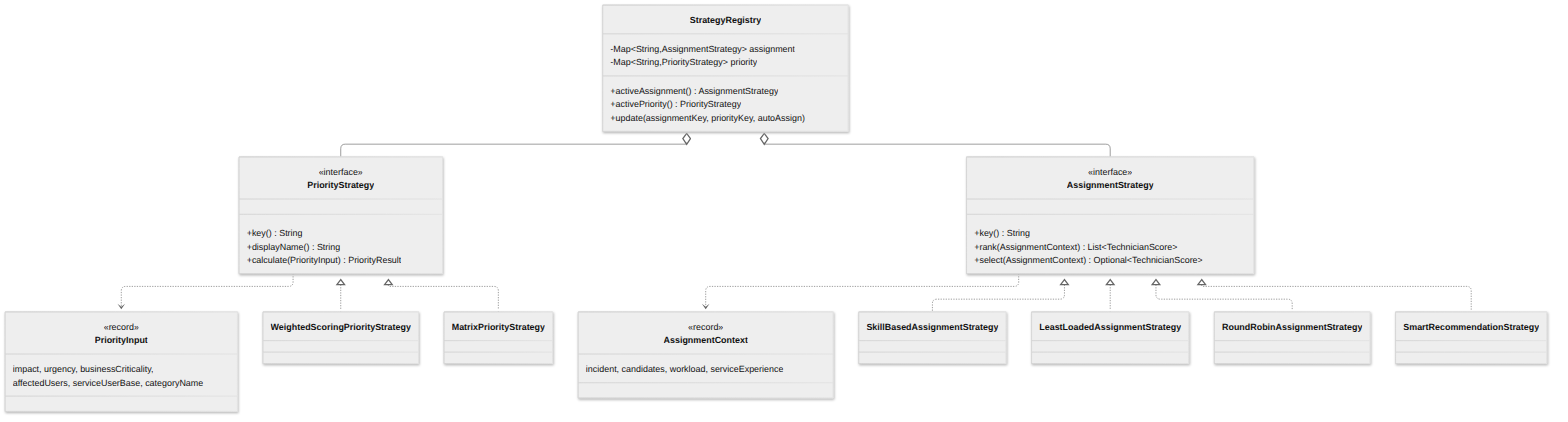 StrategyRegistry
-Map<String,AssignmentStrategy> assignment
-Map<String,PriorityStrategy> priority
+activeAssignment() : AssignmentStrategy
+activePriority() : PriorityStrategy
+update(assignmentKey, priorityKey, autoAssign)
«interface»
PriorityStrategy
+key() : String
+displayName() : String
+calculate(PriorityInput) : PriorityResult
«interface»
AssignmentStrategy
+key() : String
+rank(AssignmentContext) : List<TechnicianScore>
+select(AssignmentContext) : Optional<TechnicianScore>
«record»
PriorityInput
impact, urgency, businessCriticality,
affectedUsers, serviceUserBase, categoryName
WeightedScoringPriorityStrategy
MatrixPriorityStrategy
«record»
AssignmentContext
incident, candidates, workload, serviceExperience
SkillBasedAssignmentStrategy
LeastLoadedAssignmentStrategy
RoundRobinAssignmentStrategy
SmartRecommendationStrategy